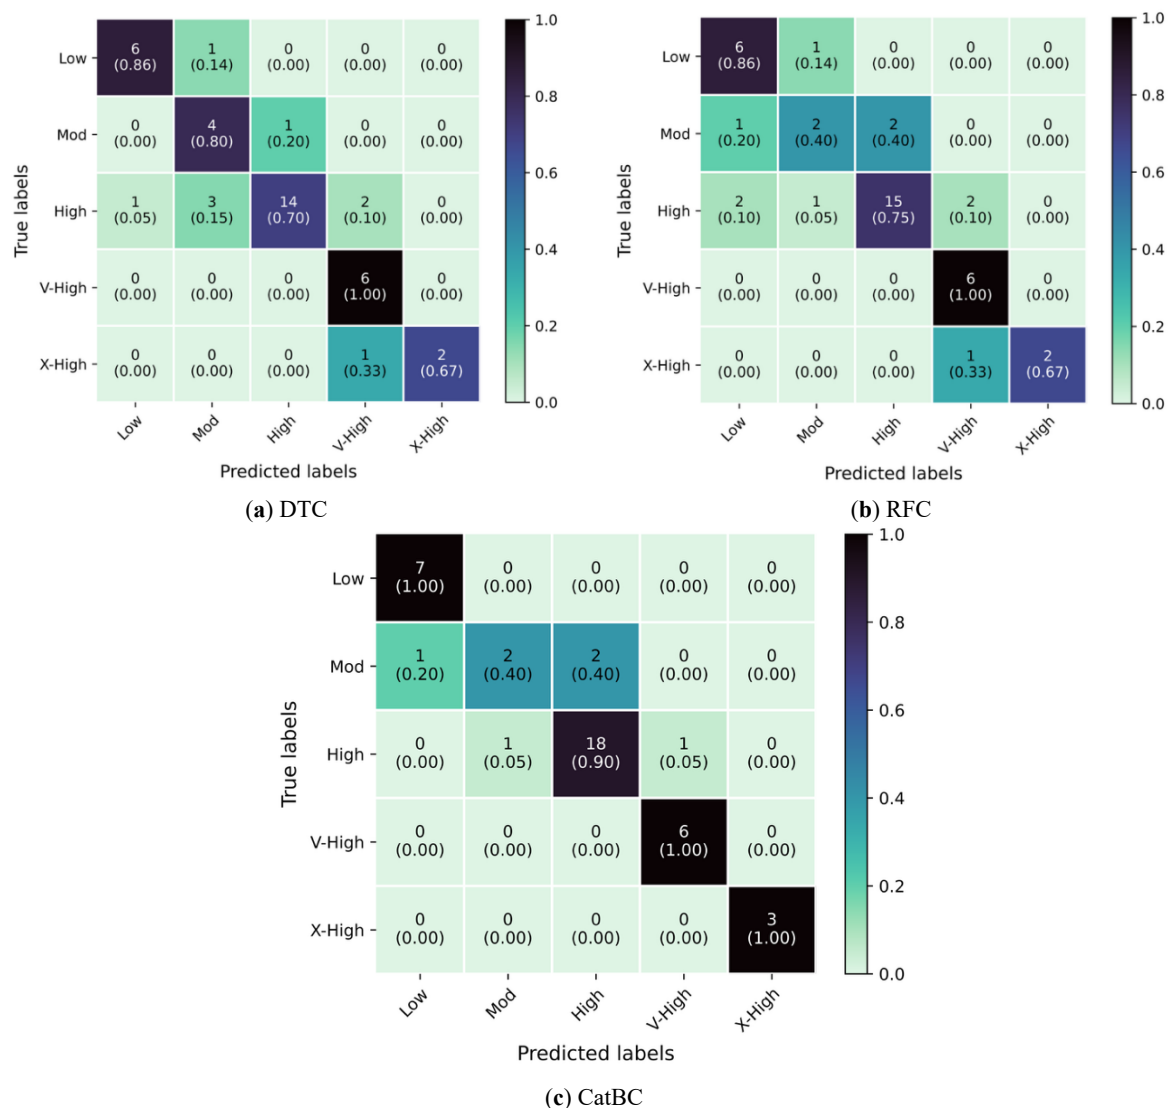 Low 6 1 0 0 0
(0.86) (0.14) (0.00) (0.00) (0.00)
Mod 0 4 1 0 0
(0.00) (0.80) (0.20) (0.00) (0.00)
High 1 3 14 2 0
(0.05) (0.15) (0.70) (0.10) (0.00)
V-High 0 0 0 6 0
(0.00) (0.00) (0.00) (1.00) (0.00)
X-High 0 0 0 1 2
(0.00) (0.00) (0.00) (0.33) (0.67)
Low Mod High V-High X-High
True labels
Predicted labels
1.0
0.8
0.6
0.4
0.2
0.0
(a) DTC
Low 6 1 0 0 0
(0.86) (0.14) (0.00) (0.00) (0.00)
Mod 1 2 2 0 0
(0.20) (0.40) (0.40) (0.00) (0.00)
High 2 1 15 2 0
(0.10) (0.05) (0.75) (0.10) (0.00)
V-High 0 0 0 6 0
(0.00) (0.00) (0.00) (1.00) (0.00)
X-High 0 0 0 1 2
(0.00) (0.00) (0.00) (0.33) (0.67)
Low Mod High V-High X-High
True labels
Predicted labels
1.0
0.8
0.6
0.4
0.2
0.0
(b) RFC
Low 7 0 0 0 0
(1.00) (0.00) (0.00) (0.00) (0.00)
Mod 1 2 2 0 0
(0.20) (0.40) (0.40) (0.00) (0.00)
High 0 1 18 1 0
(0.00) (0.05) (0.90) (0.05) (0.00)
V-High 0 0 0 6 0
(0.00) (0.00) (0.00) (1.00) (0.00)
X-High 0 0 0 0 3
(0.00) (0.00) (0.00) (0.00) (1.00)
Low Mod High V-High X-High
True labels
Predicted labels
1.0
0.8
0.6
0.4
0.2
0.0
(c) CatBC